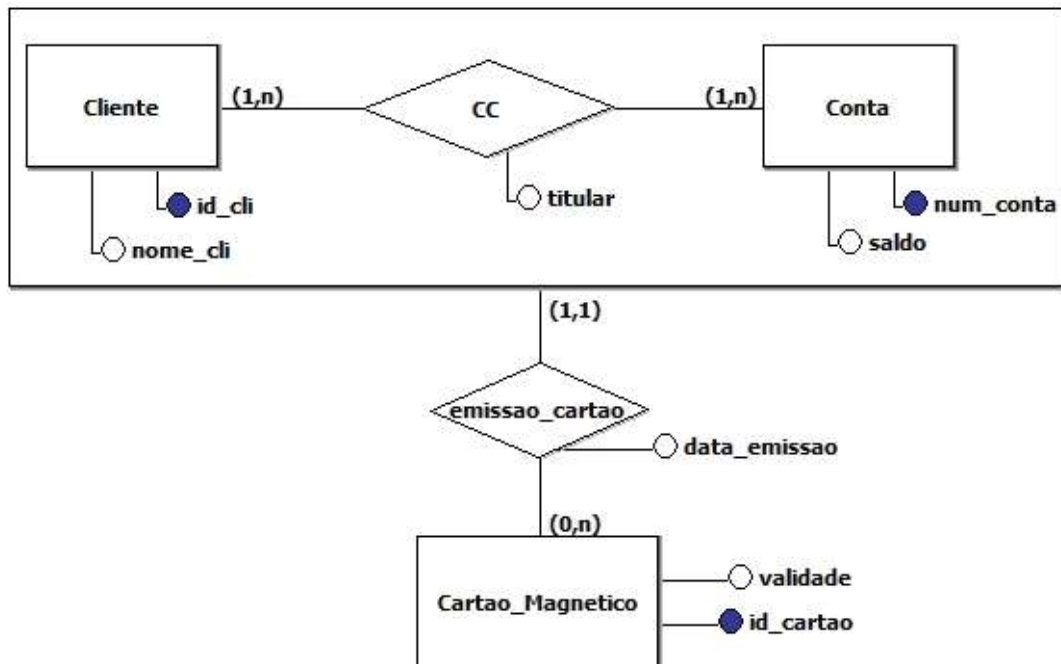 Cliente
(1,n)
CC
(1,n)
Conta
id_cli
titular
num_conta
nome_cli
saldo
(1,1)
emissao_cartao
data_emissao
(0,n)
Cartao_Magnetico
validade
id_cartao